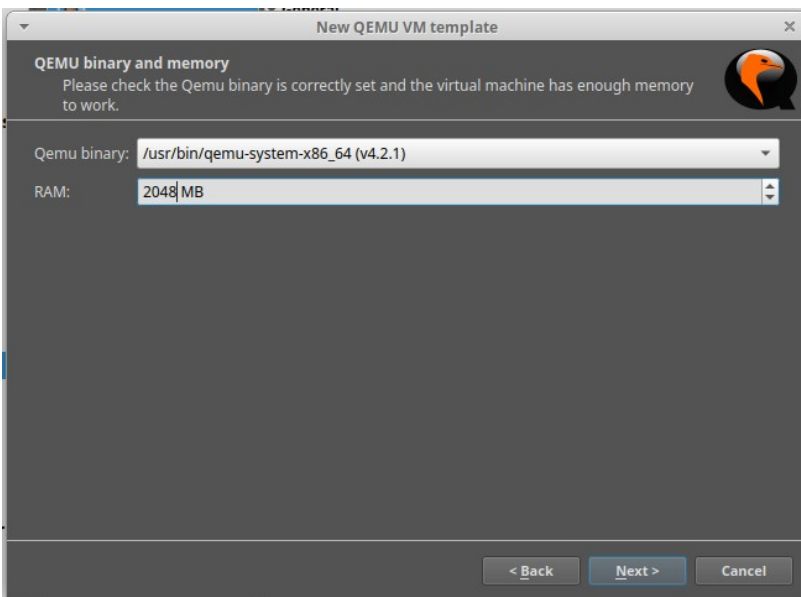 New QEMU VM template
QEMU binary and memory
Please check the Qemu binary is correctly set and the virtual machine has enough memory
to work.
Qemu binary: /usr/bin/qemu-system-x86_64 (v4.2.1)
RAM: 2048 MB
< Back Next > Cancel